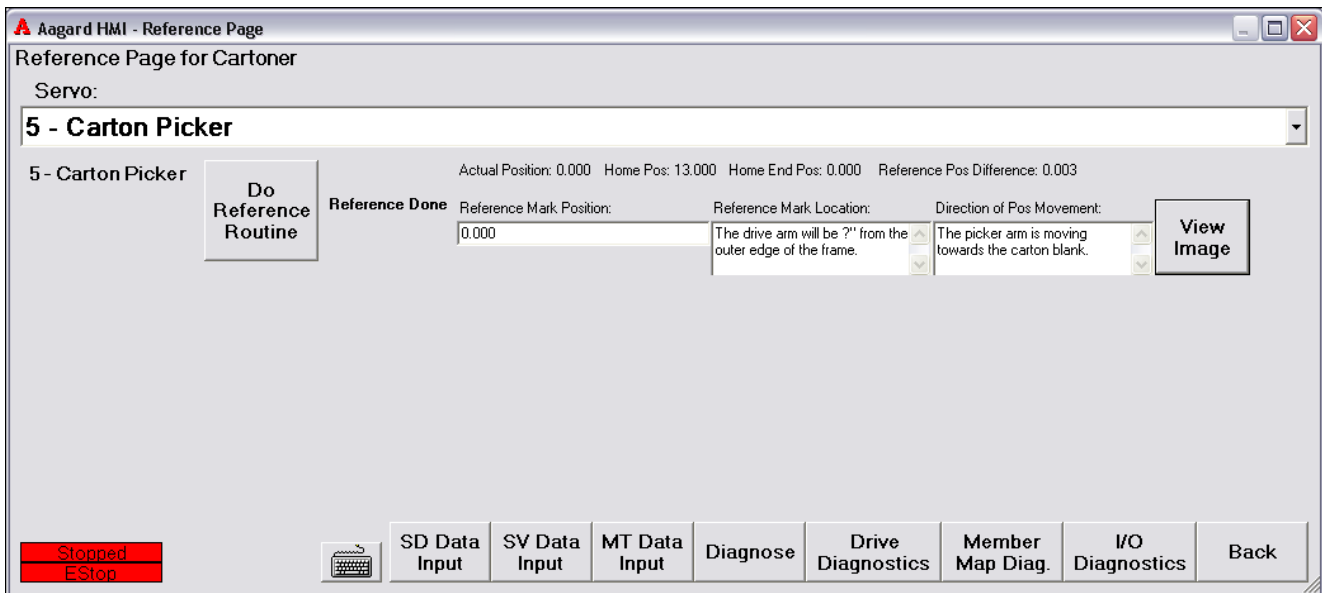 Aagard HMI - Reference Page
Reference Page for Cartoner
Servo:
5 - Carton Picker
5 - Carton Picker
Do
Reference
Routine
Reference Done
Actual Position: 0.000 Home Pos: 13.000 Home End Pos: 0.000 Reference Pos Difference: 0.003
Reference Mark Position:
0.000
Reference Mark Location:
The drive arm will be ?" from the
outer edge of the frame.
Direction of Pos Movement:
The picker arm is moving
towards the carton blank.
View
Image
Stopped
EStop
SD Data
Input
SV Data
Input
MT Data
Input
Diagnose
Drive
Diagnostics
Member
Map Diag.
I/O
Diagnostics
Back